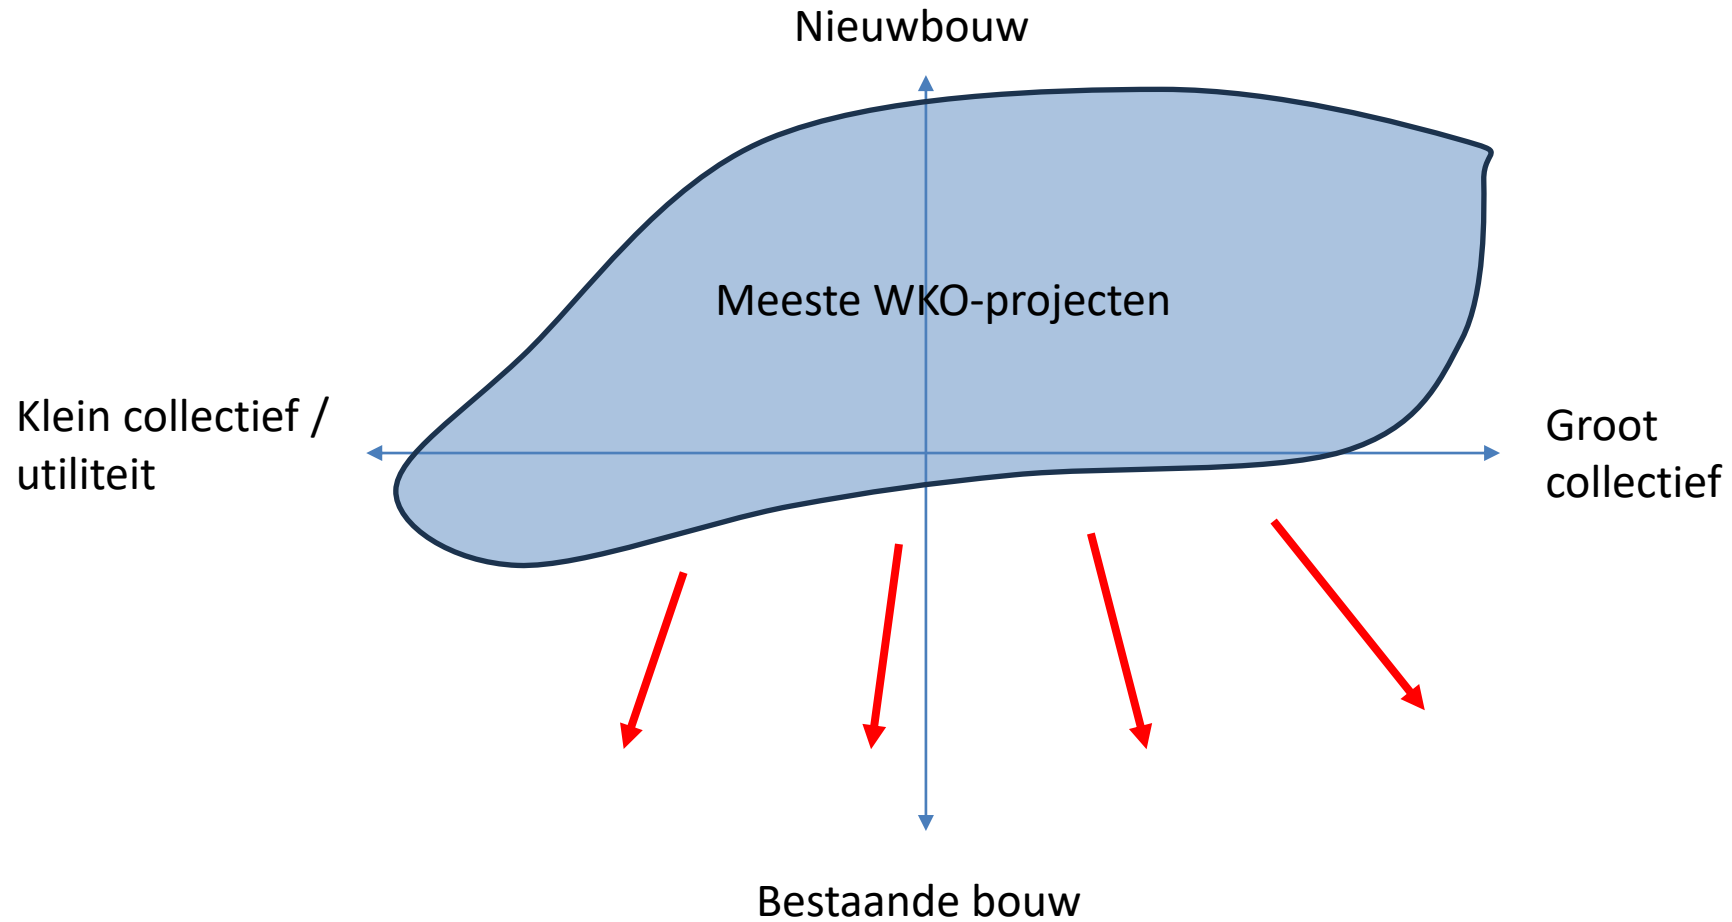 Nieuwbouw
Meeste WKO-projecten
Klein collectief /
utiliteit
Groot
collectief
Bestaande bouw